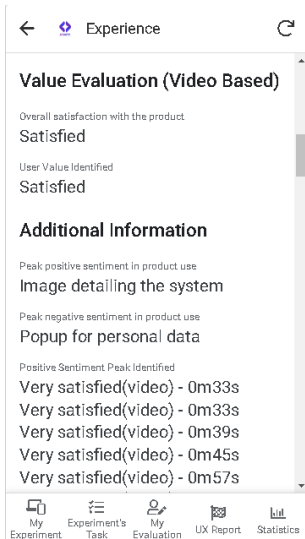 Experience
Value Evaluation (Video Based)
Overall satisfaction with the product
Satisfied
User Value Identified
Satisfied
Additional Information
Peak positive sentiment in product use
Image detailing the system
Peak negative sentiment in product use
Popup for personal data
Positive Sentiment Peak Identified
Very satisfied(video) - 0m33s
Very satisfied(video) - 0m33s
Very satisfied(video) - 0m39s
Very satisfied(video) - 0m45s
Very satisfied(video) - 0m57s
My Experiment
Experiment's Task
My Evaluation
UX Report
Statistics